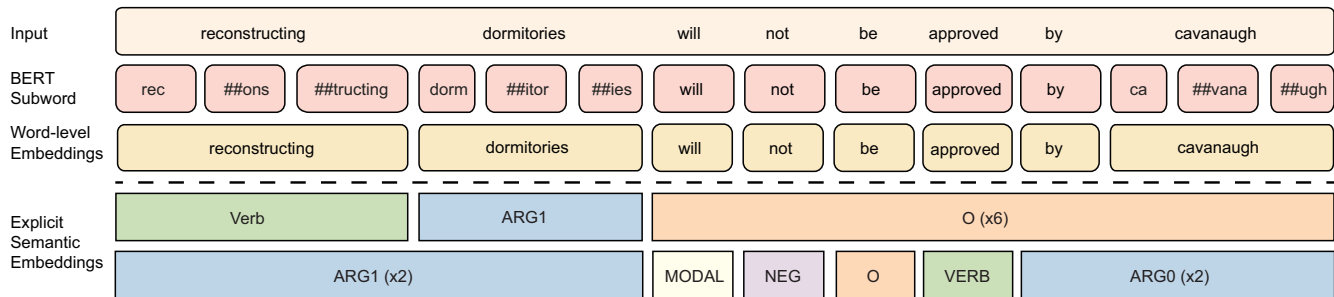 Input reconstructing dormitories will not be approved by cavanaugh
BERT Subword rec ##ons ##tructing dorm ##itor ##ies will not be approved by ca ##vana ##ugh
Word-level Embeddings reconstructing dormitories will not be approved by cavanaugh
Explicit Semantic Embeddings
Verb ARG1 O (x6)
ARG1 (x2) MODAL NEG O VERB ARG0 (x2)